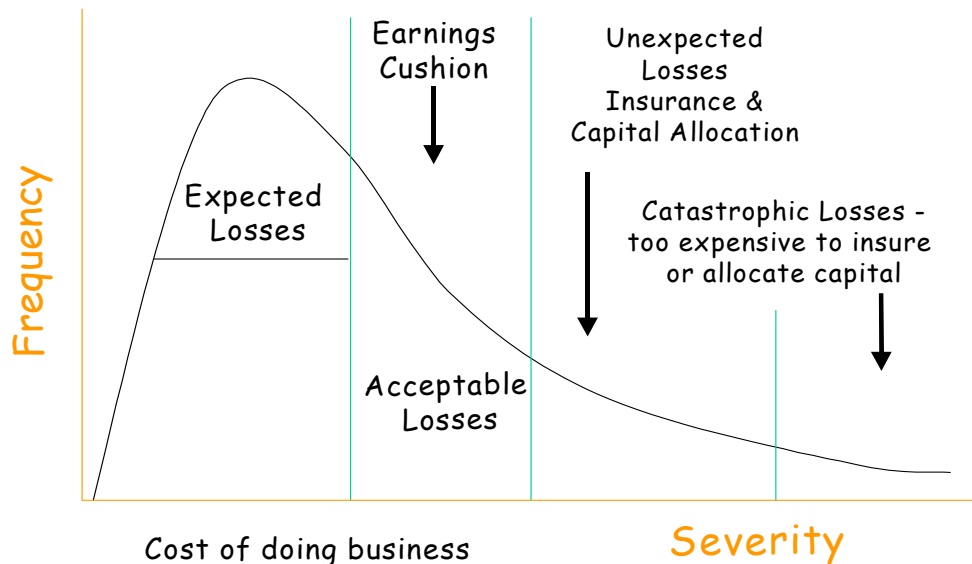 Earnings
Cushion
Unexpected
Losses
Insurance &
Capital Allocation
Expected
Losses
Catastrophic Losses -
too expensive to insure
or allocate capital
Frequency
Acceptable
Losses
Cost of doing business
Severity